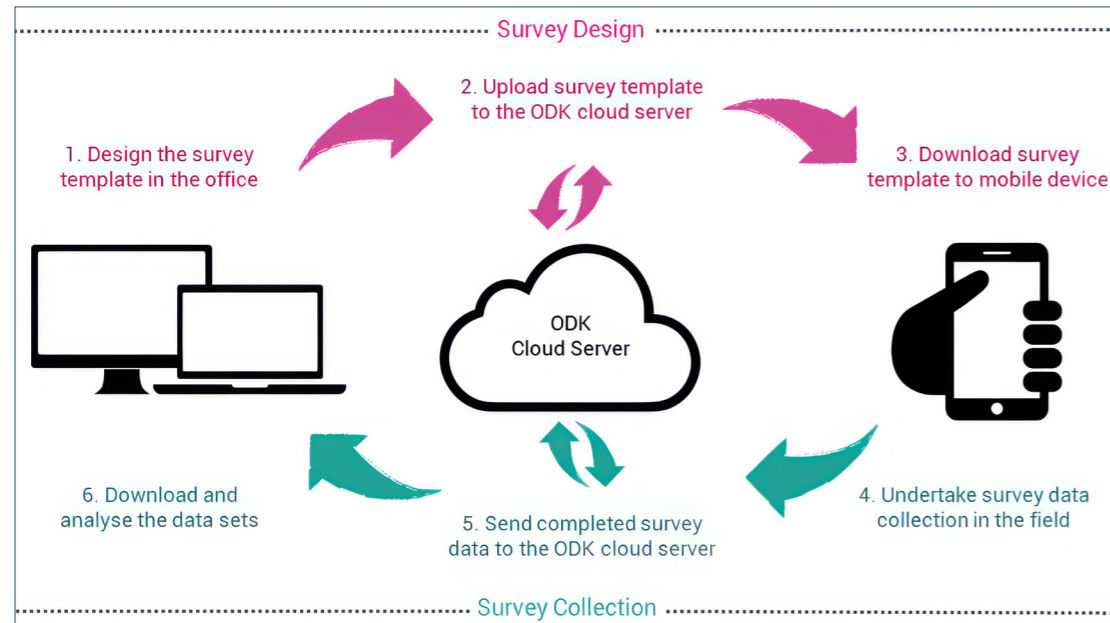 Survey Design
2. Upload survey template
to the ODK cloud server
1. Design the survey
template in the office
3. Download survey
template to mobile device
ODK
Cloud Server
6. Download and
analyse the data sets
5. Send completed survey
data to the ODK cloud server
4. Undertake survey data
collection in the field
Survey Collection